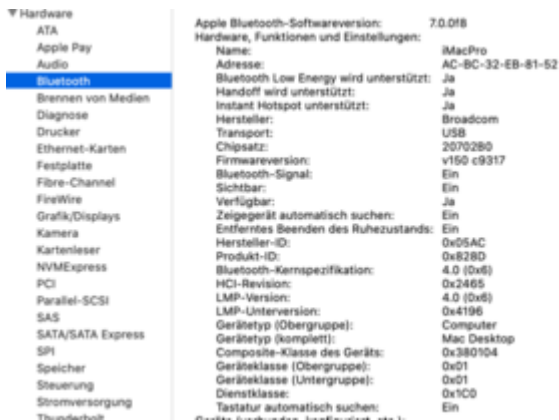 Hardware
ATA
Apple Pay
Audio
Bluetooth
Brennen von Medien
Diagnose
Drucker
Ethernet-Karten
Festplatte
Fibre-Channel
FireWire
Grafik/Displays
Kamera
Kartenleser
NVMExpress
PCI
Parallel-SCSI
SAS
SATA/SATA Express
SPI
Speicher
Steuerung
Stromversorgung
Thunderbolt
Apple Bluetooth-Softwareversion: 7.0.0f8
Hardware, Funktionen und Einstellungen:
Name: iMacPro
Adresse: AC-BC-32-EB-81-52
Bluetooth Low Energy wird unterstützt: Ja
Handoff wird unterstützt: Ja
Instant Hotspot unterstützt: Ja
Hersteller: Broadcom
Transport: USB
Chipsatz: 20702B0
Firmwareversion: v150 c9317
Bluetooth-Signal: Ein
Sichtbar: Ein
Verfügbar: Ja
Zeigegerät automatisch suchen: Ein
Entferntes Beenden des Ruhezustands: Ein
Hersteller-ID: 0x05AC
Produkt-ID: 0x828D
Bluetooth-Kernspezifikation: 4.0 (0x6)
HCI-Revision: 0x2465
LMP-Version: 4.0 (0x6)
LMP-Unterversion: 0x4196
Gerätetyp (Obergruppe): Computer
Gerätetyp (komplett): Mac Desktop
Composite-Klasse des Geräts: 0x380104
Geräteklasse (Obergruppe): 0x01
Geräteklasse (Untergruppe): 0x01
Dienstklasse: 0x1C0
Tastatur automatisch suchen: Ein